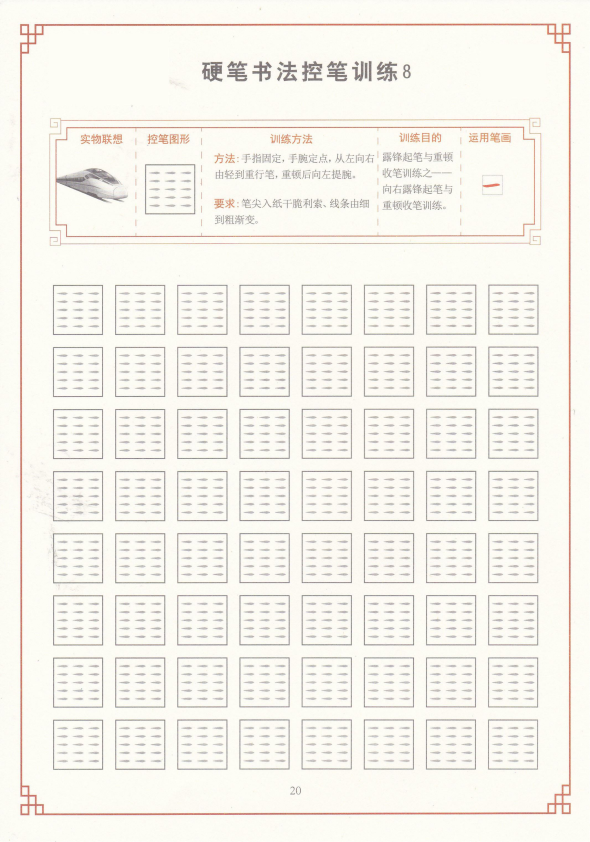 硬笔书法控笔训练8
实物联想
控笔图形
训练方法
方法：手指固定，手腕定点，从左向右
由轻到重行笔，重顿后向左提腕。
要求：笔尖入纸干脆利索、线条由细
到粗渐变。
训练目的
露锋起笔与重顿
收笔训练之——
向右露锋起笔与
重顿收笔训练。
运用笔画
20